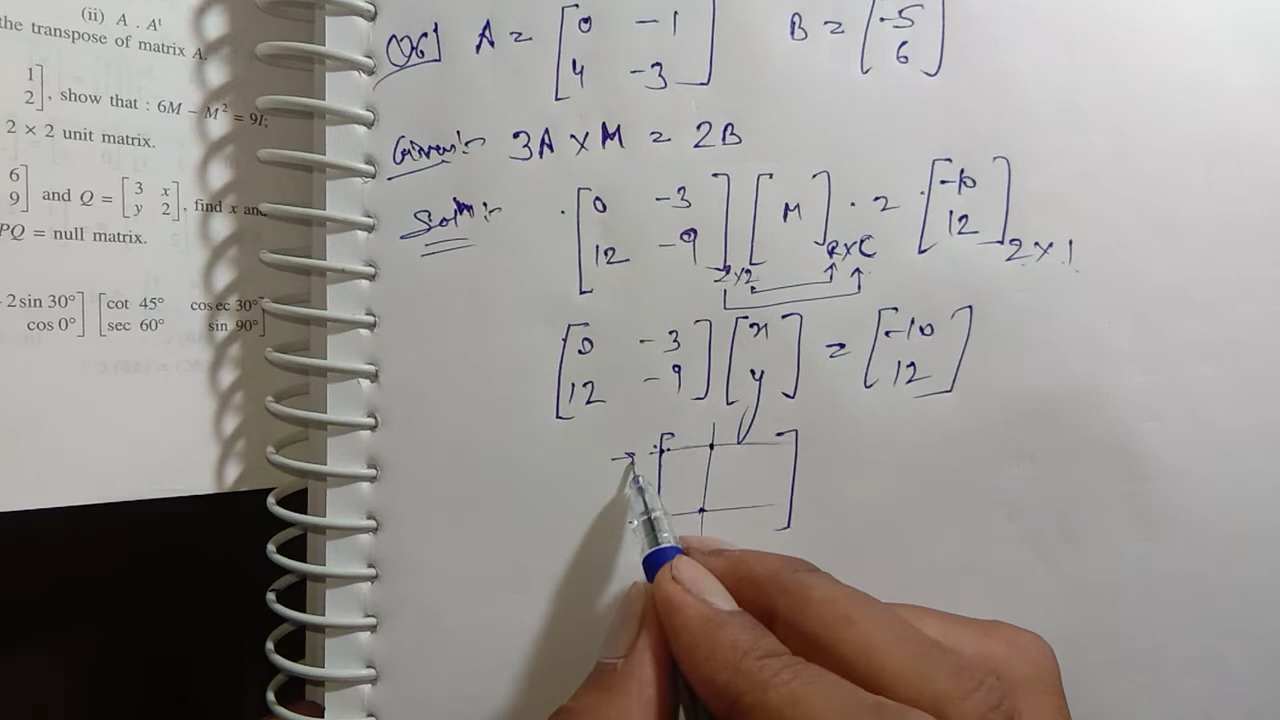 (ii) A . Aᵗ
the transpose of matrix A.
1
2], show that : 6M – M² = 9I;
2 × 2 unit matrix.
6
9] and Q = [3 x
y 2], find x and
PQ = null matrix.
2 sin 30°] [cot 45° cosec 30°
cos 0°] [sec 60° sin 90°]
Q6] A = [0 -1 B = [-5
4 -3] 6]
Given:- 3A × M = 2B
Solⁿ:- [0 -3] [M] · = [-10
12 -9]2×2 R×C 12]2×1
[0 -3] [x] = [-10]
[12 -9] [y] [12]